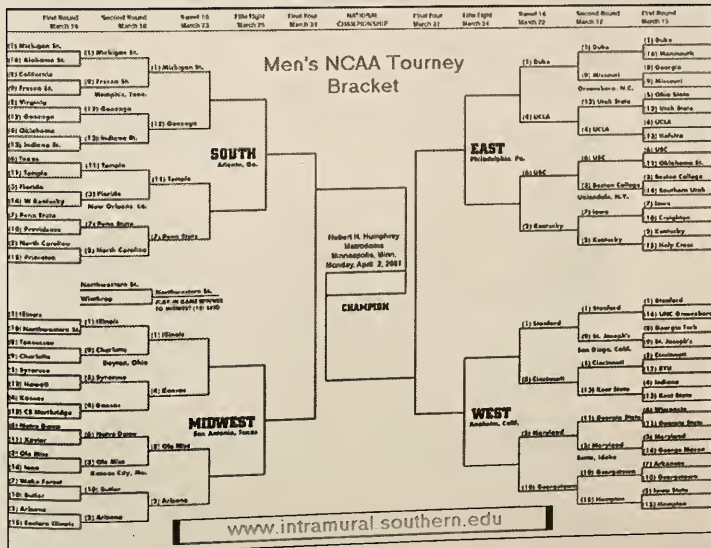 First Round
Second Round
Sweet 16
Elite Eight
Final Four
NATIONAL
CHAMPIONSHIP
Final Four
Elite Eight
Sweet 16
Second Round
First Round
March 18
March 23
March 25
March 31
March 31
March 24
March 22
March 17
March 15
Men's NCAA Tourney
Bracket
(1) Michigan St.
(16) Alabama St.
(8) California
(9) Fresno St.
(5) Virginia
(12) Gonzaga
(4) Oklahoma
(13) Indiana St.
(6) Texas
(11) Temple
(3) Florida
(14) W Kentucky
(7) Penn State
(10) Providence
(2) North Carolina
(15) Princeton
(1) Michigan St.
(9) Fresno St
Memphis, Tenn.
(12) Gonzaga
(13) Indiana St.
(11) Temple
(3) Florida
New Orleans, La.
(7) Penn State
(2) North Carolina
(1) Michigan St.
(12) Gonzaga
(11) Temple
(7) Penn State
SOUTH
Atlanta, Ga.
Northwestern St.
Winthrop
Northwestern St.
PLAY-IN GAME WINNER
TO MIDWEST (16) SEED
(1) Illinois
(16) Northwestern St.
(8) Tennessee
(9) Charlotte
(5) Syracuse
(12) Hawaii
(4) Kansas
(13) CS Northridge
(6) Notre Dame
(11) Xavier
(3) Ole Miss
(14) Iona
(7) Wake Forest
(10) Butler
(2) Arizona
(15) Eastern Illinois
(1) Illinois
(9) Charlotte
Dayton, Ohio
(5) Syracuse
(4) Kansas
(6) Notre Dame
(3) Ole Miss
Kansas City, Mo.
(10) Butler
(2) Arizona
(1) Illinois
(4) Kansas
(3) Ole Miss
(2) Arizona
MIDWEST
San Antonio, Texas
Hubert H. Humphrey
Metrodome
Minneapolis, Minn.
Monday, April 2, 2001
CHAMPION
EAST
Philadelphia, Pa.
(1) Duke
(4) UCLA
(6) USC
(2) Kentucky
(1) Duke
(9) Missouri
Greensboro, N.C.
(12) Utah State
(4) UCLA
(6) USC
(3) Boston College
Uniondale, N.Y.
(7) Iowa
(2) Kentucky
(1) Duke
(16) Monmouth
(8) Georgia
(9) Missouri
(5) Ohio State
(12) Utah State
(4) UCLA
(13) Hofstra
(6) USC
(11) Oklahoma St.
(3) Boston College
(14) Southern Utah
(7) Iowa
(10) Creighton
(2) Kentucky
(15) Holy Cross
WEST
Anaheim, Calif.
(1) Stanford
(5) Cincinnati
(3) Maryland
(10) Georgetown
(1) Stanford
(9) St. Joseph's
San Diego, Calif.
(5) Cincinnati
(13) Kent State
(11) Georgia State
(3) Maryland
Boise, Idaho
(10) Georgetown
(15) Hampton
(1) Stanford
(16) UNC Greensboro
(8) Georgia Tech
(9) St. Joseph's
(5) Cincinnati
(12) BYU
(4) Indiana
(13) Kent State
(6) Wisconsin
(11) Georgia State
(3) Maryland
(14) George Mason
(7) Arkansas
(10) Georgetown
(2) Iowa State
(15) Hampton
www.intramural.southern.edu